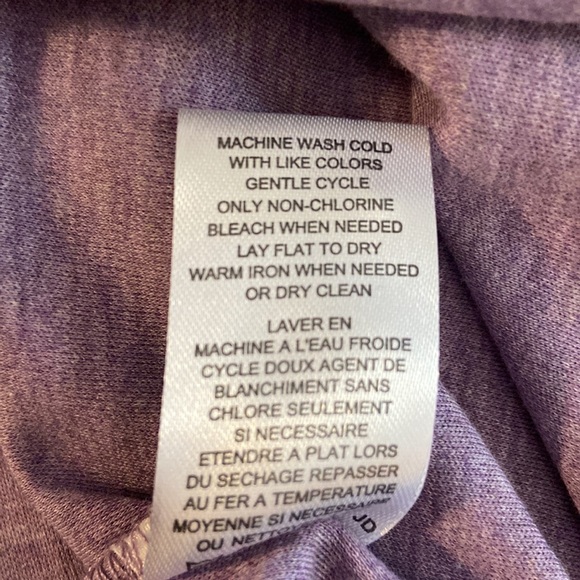 MACHINE WASH COLD
WITH LIKE COLORS
GENTLE CYCLE
ONLY NON-CHLORINE
BLEACH WHEN NEEDED
LAY FLAT TO DRY
WARM IRON WHEN NEEDED
OR DRY CLEAN
LAVER EN
MACHINE A L'EAU FROIDE
CYCLE DOUX AGENT DE
BLANCHIMENT SANS
CHLORE SEULEMENT
SI NECESSAIRE
ETENDRE A PLAT LORS
DU SECHAGE REPASSER
AU FER A TEMPERATURE
MOYENNE SI NECESSAIRE
OU
JD